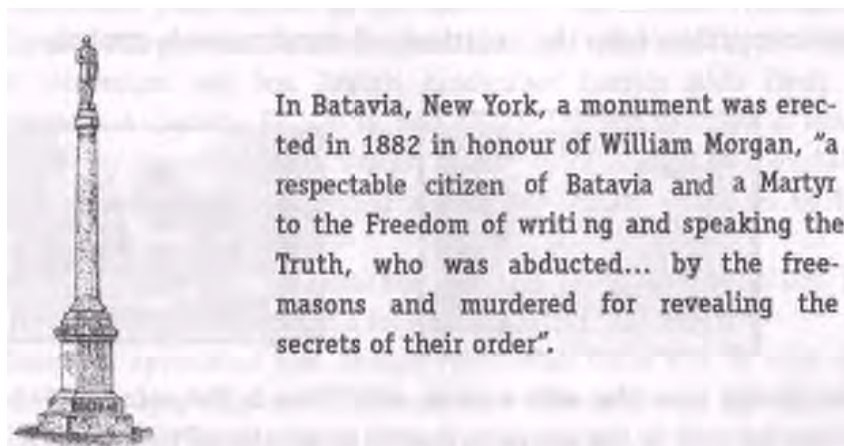 In Batavia, New York, a monument was erec-
ted in 1882 in honour of William Morgan, "a
respectable citizen of Batavia and a Martyr
to the Freedom of writi ng and speaking the
Truth, who was abducted... by the free-
masons and murdered for revealing the
secrets of their order".